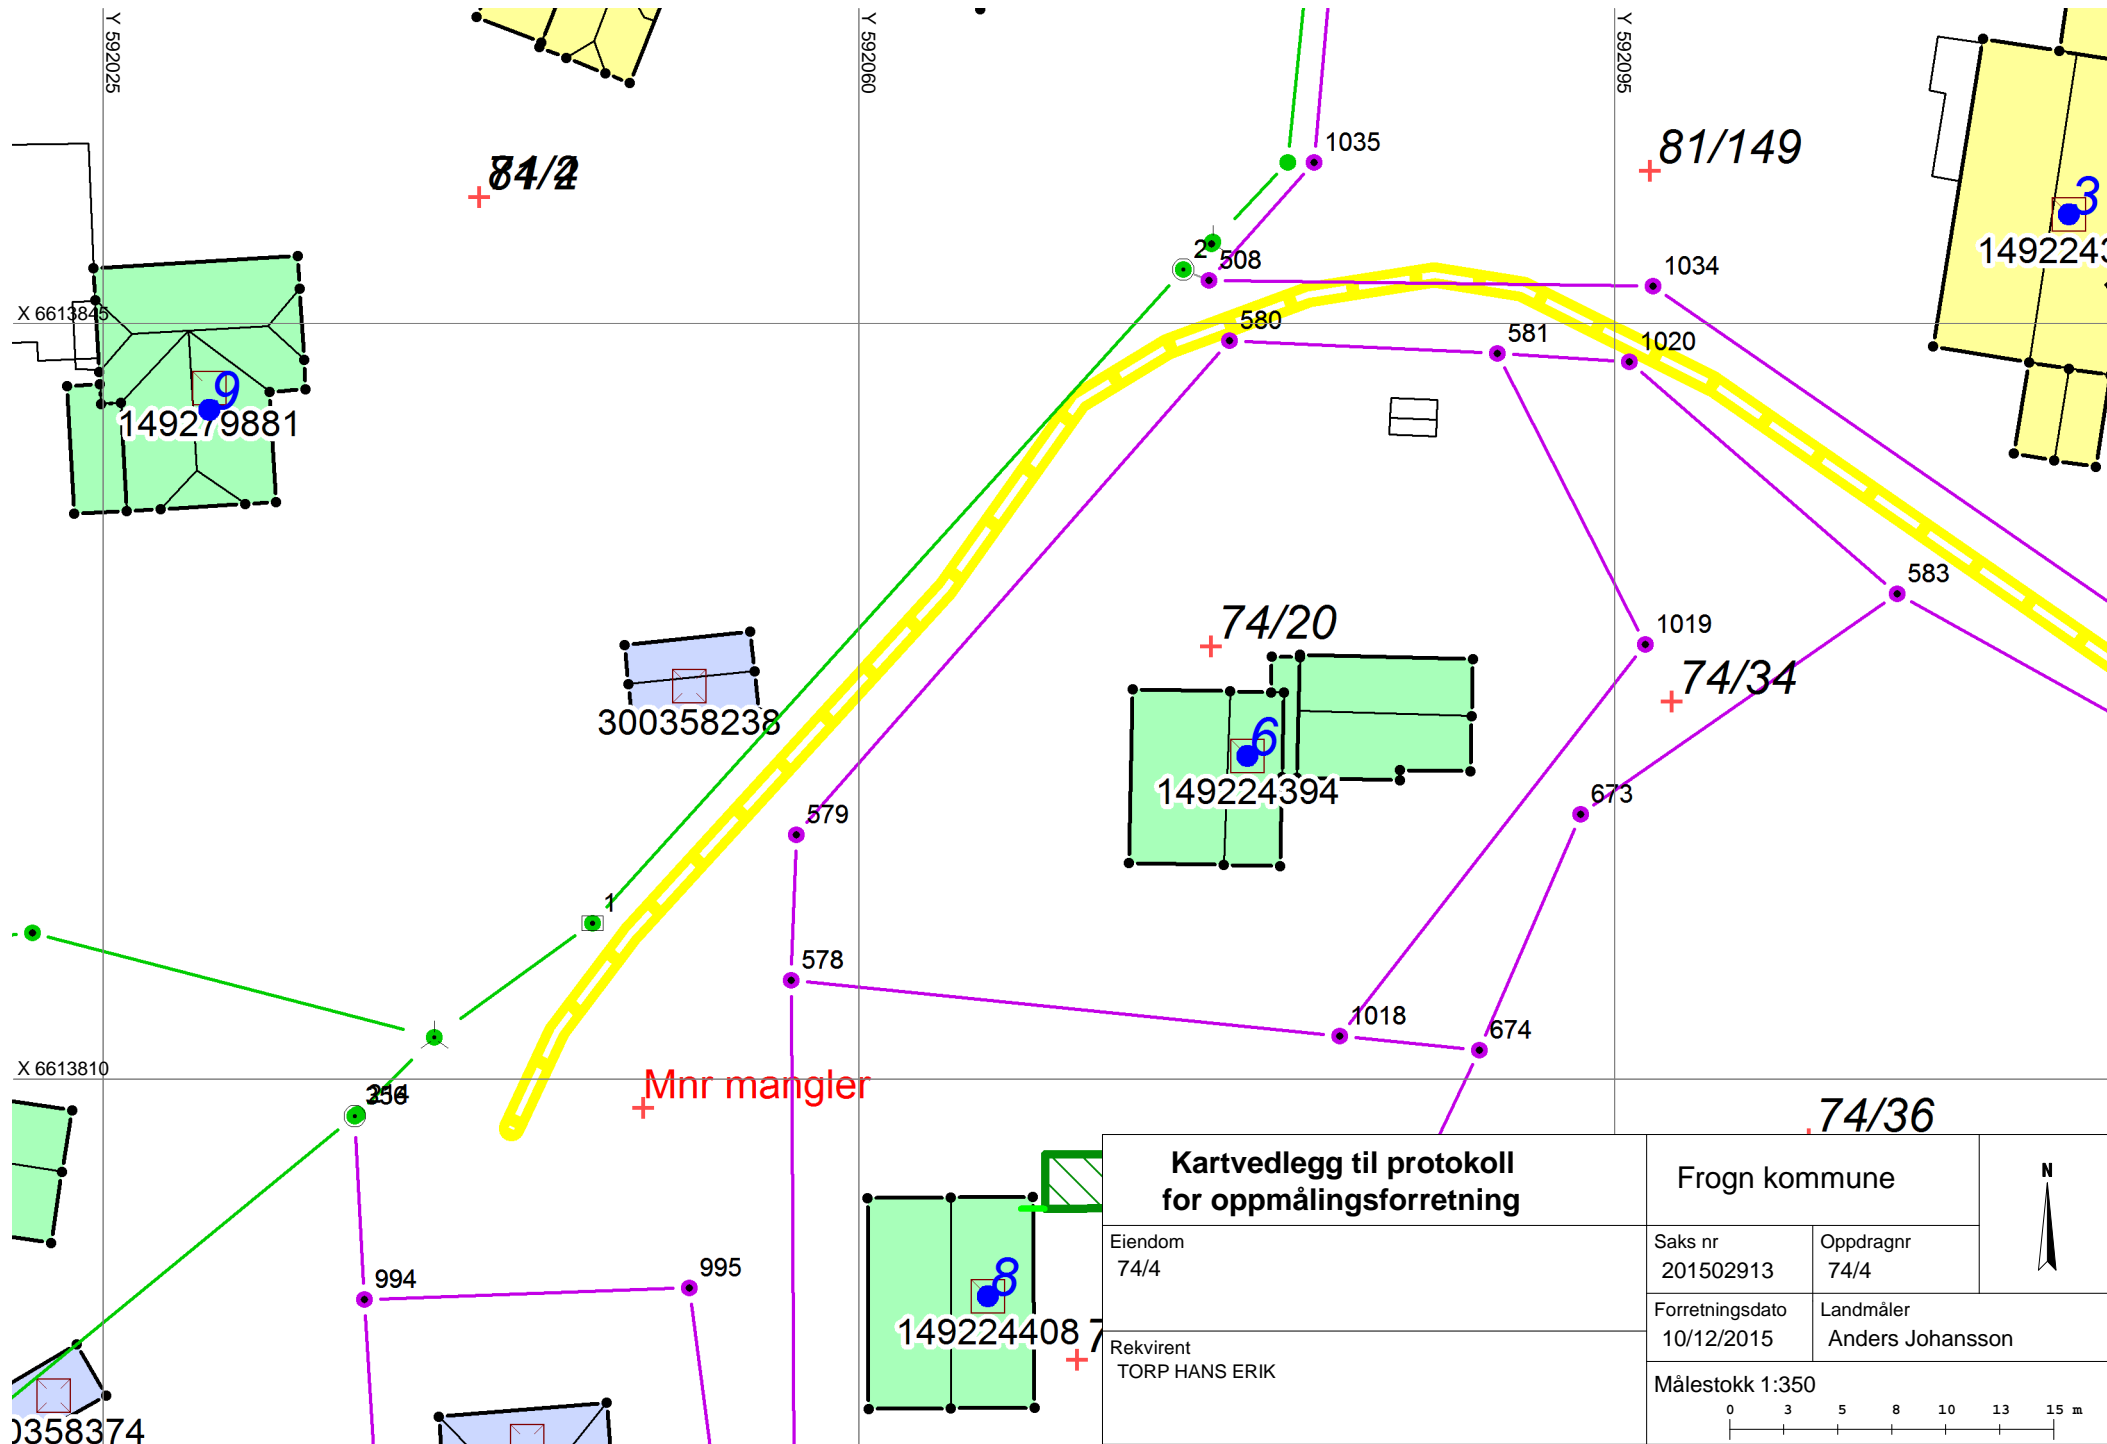 Y 592025
Y 592060
Y 592095
1035
81/149
3
2
508
1034
X 6613845
580
581
1020
9
149279881
583
74/20
1019
74/34
300358238
6
149224394
673
579
1
578
1018
674
X 6613810
Mnr mangler
74/36
994
995
8
149224408
Kartvedlegg til protokoll
for oppmålingsforretning
Frogn kommune
N
Eiendom
74/4
Saks nr
201502913
Oppdragnr
74/4
Forretningsdato
10/12/2015
Landmåler
Anders Johansson
Rekvirent
TORP HANS ERIK
Målestokk 1:350
0 3 5 8 10 13 15 m